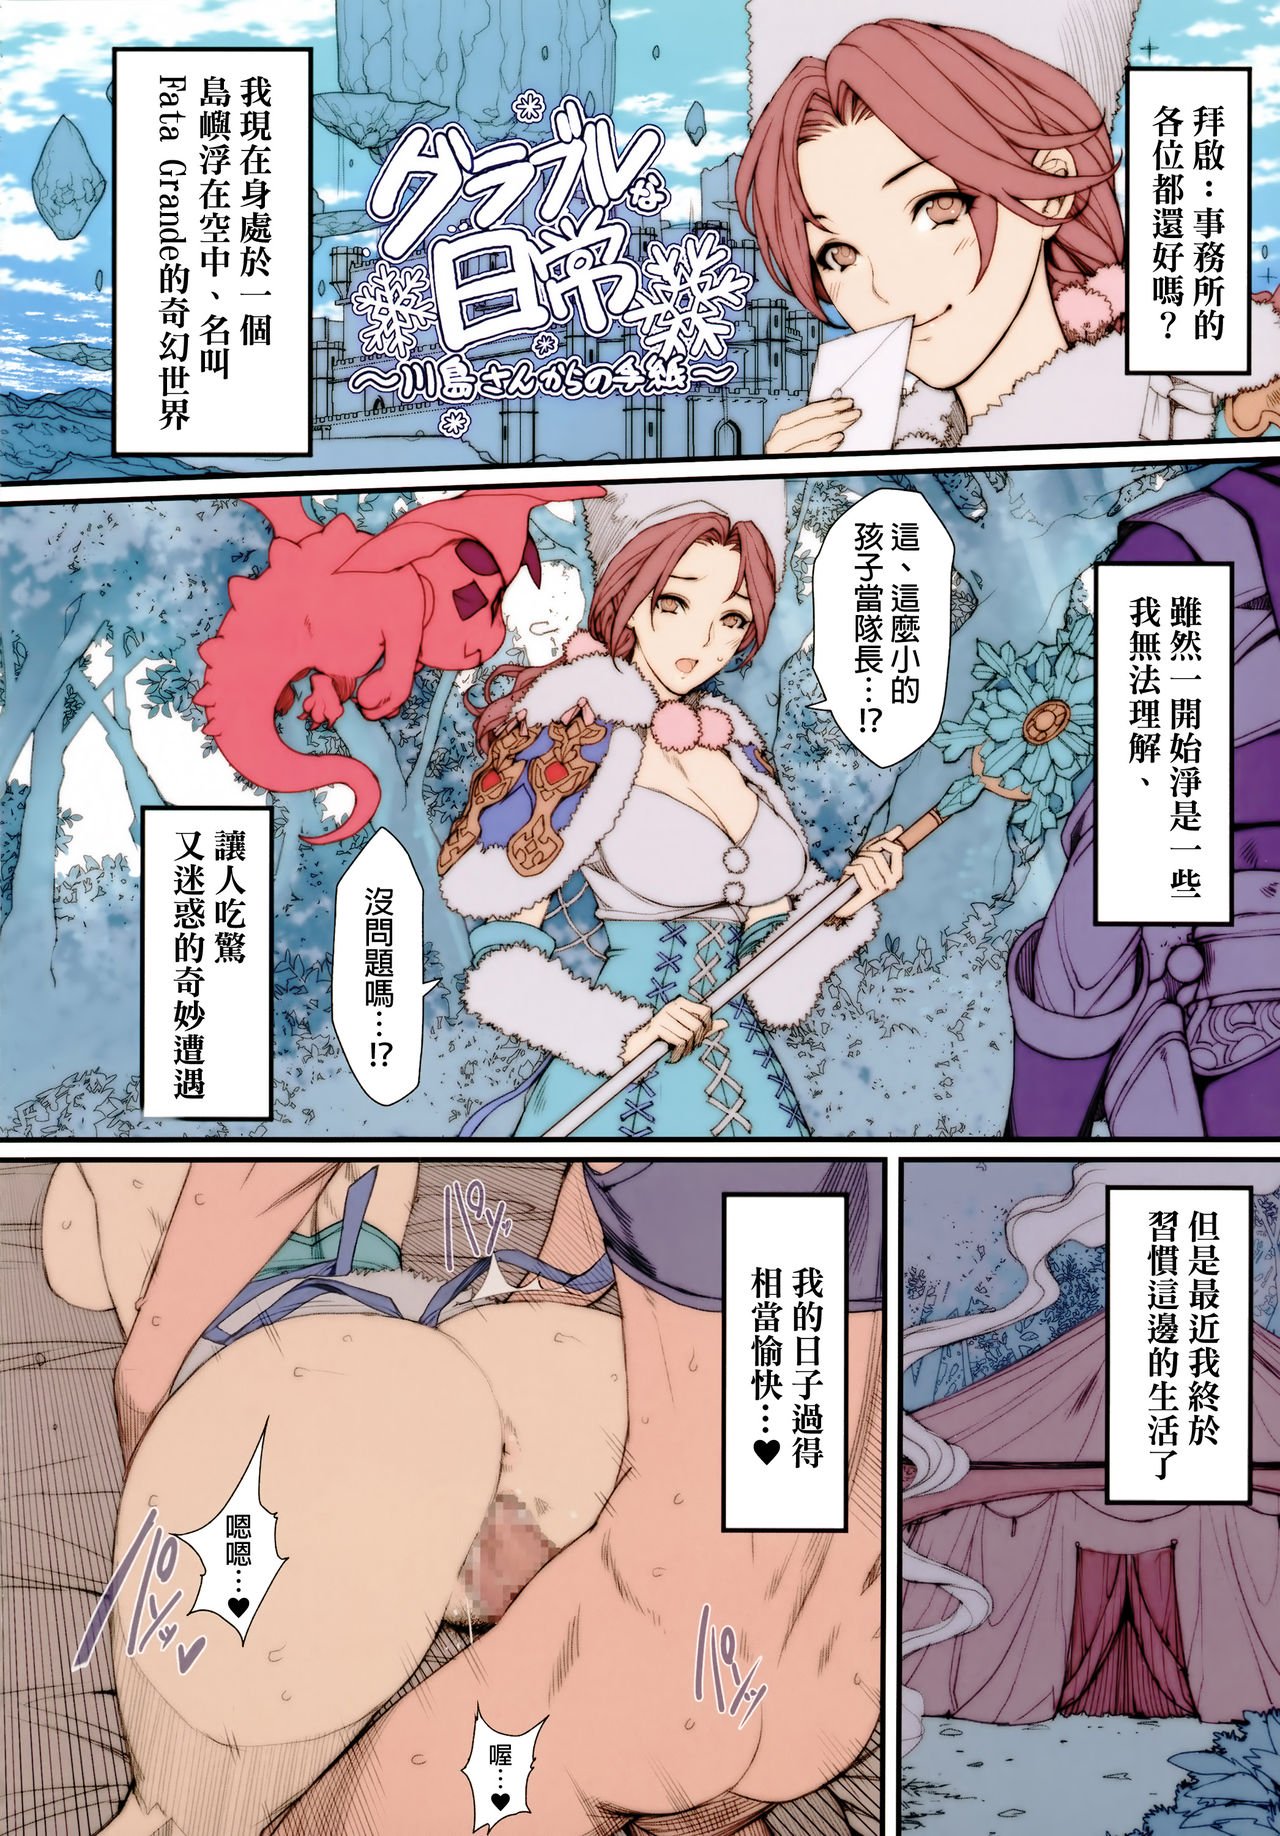 拜啟：事務所的
各位都還好嗎？
グラブルな
日常
～川島さんからの手紙～
我現在身處於一個
島嶼浮在空中、名叫
Fata Grande的奇幻世界
雖然一開始淨是一些
我無法理解、
這、這麼小的
孩子當隊長…!?
沒問題嗎…!?
讓人吃驚
又迷惑的奇妙遭遇
但是最近我終於
習慣這邊的生活了
我的日子過得
相當愉快…♥
パンッ
嗯嗯…♥
パンッ
パンッ
喔…♥